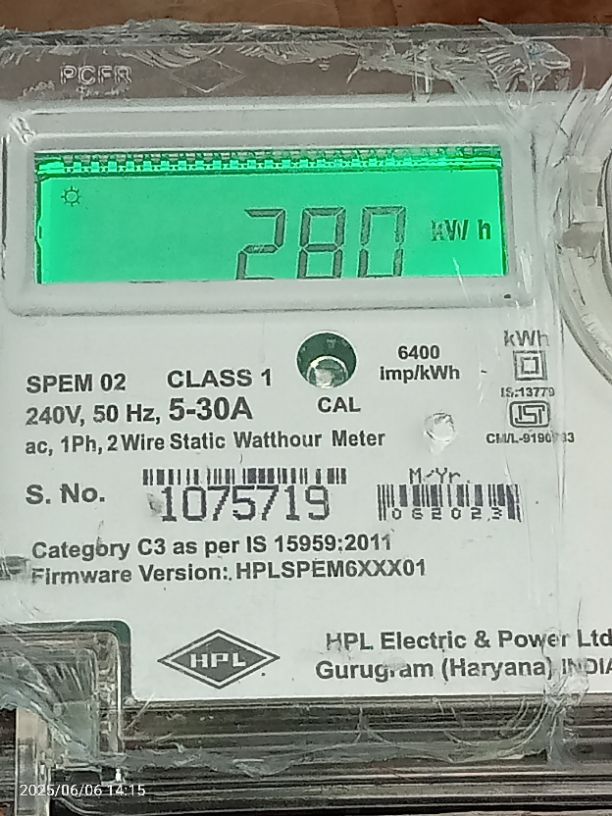 PCFR
280 kWh
SPEM 02 CLASS 1
240V, 50 Hz, 5-30A
ac, 1Ph, 2 Wire Static Watthour Meter
CAL
6400
imp/kWh
kWh
IS:13779
ISI
S. No. 1075719
M/Yr.
062023
Category C3 as per IS 15959:2011
Firmware Version:.HPLSPEM6XXX01
HPL
HPL Electric & Power Ltd
Gurugram (Haryana) INDIA
2025/06/06 14:15